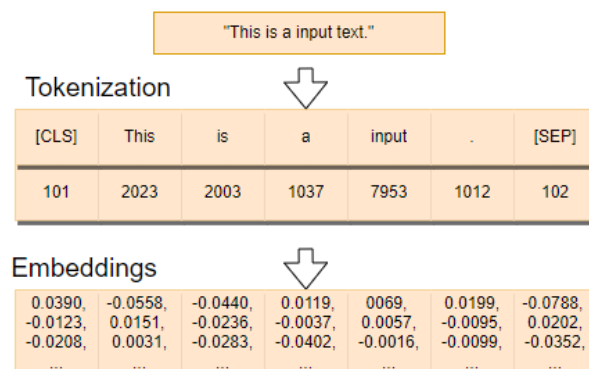 "This is a input text."
Tokenization
[CLS] This is a input . [SEP]
101 2023 2003 1037 7953 1012 102
Embeddings
0.0390, -0.0558, -0.0440, 0.0119, 0069, 0.0199, -0.0788,
-0.0123, 0.0151, -0.0236, -0.0037, 0.0057, -0.0095, 0.0202,
-0.0208, 0.0031, -0.0283, -0.0402, -0.0016, -0.0099, -0.0352,
... ... ... ... ... ... ...